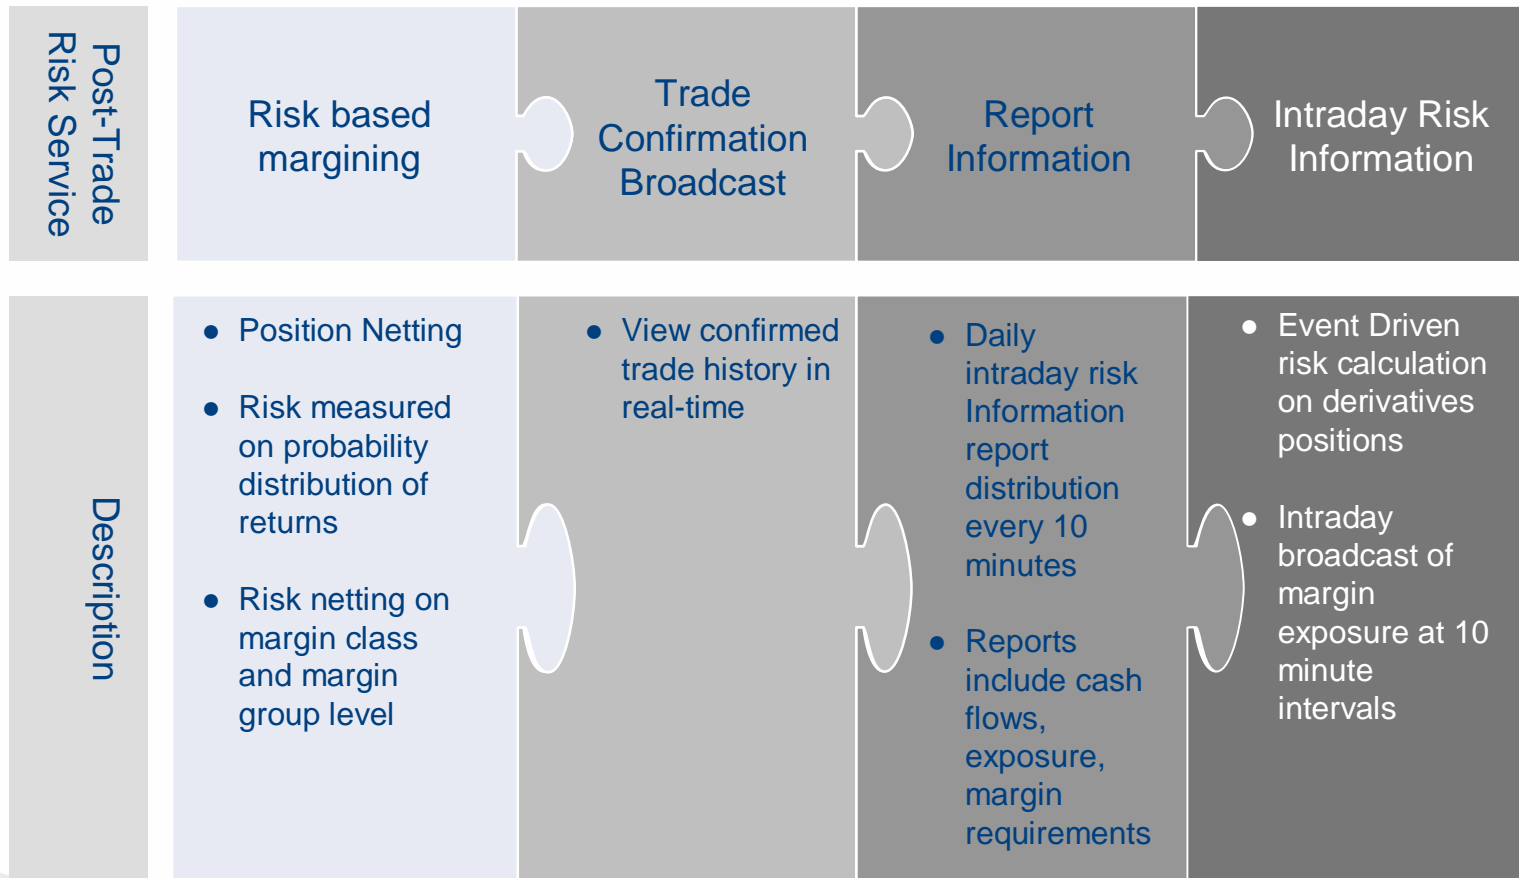 Post-Trade
Risk Service
Risk based
margining
Trade
Confirmation
Broadcast
Report
Information
Intraday Risk
Information
Description
● Position Netting
● Risk measured
on probability
distribution of
returns
● Risk netting on
margin class
and margin
group level
● View confirmed
trade history in
real-time
● Daily
intraday risk
Information
report
distribution
every 10
minutes
● Reports
include cash
flows,
exposure,
margin
requirements
● Event Driven
risk calculation
on derivatives
positions
● Intraday
broadcast of
margin
exposure at 10
minute
intervals